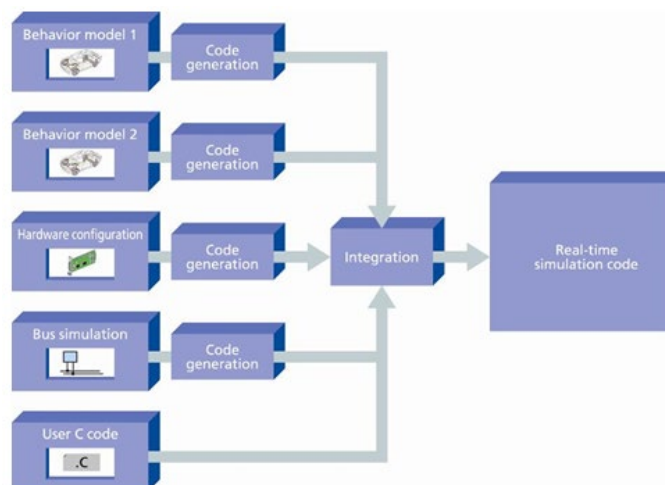 Behavior model 1
Code
generation
Behavior model 2
Code
generation
Hardware configuration
Code
generation
Integration
Real-time
simulation code
Bus simulation
Code
generation
User C code
.C